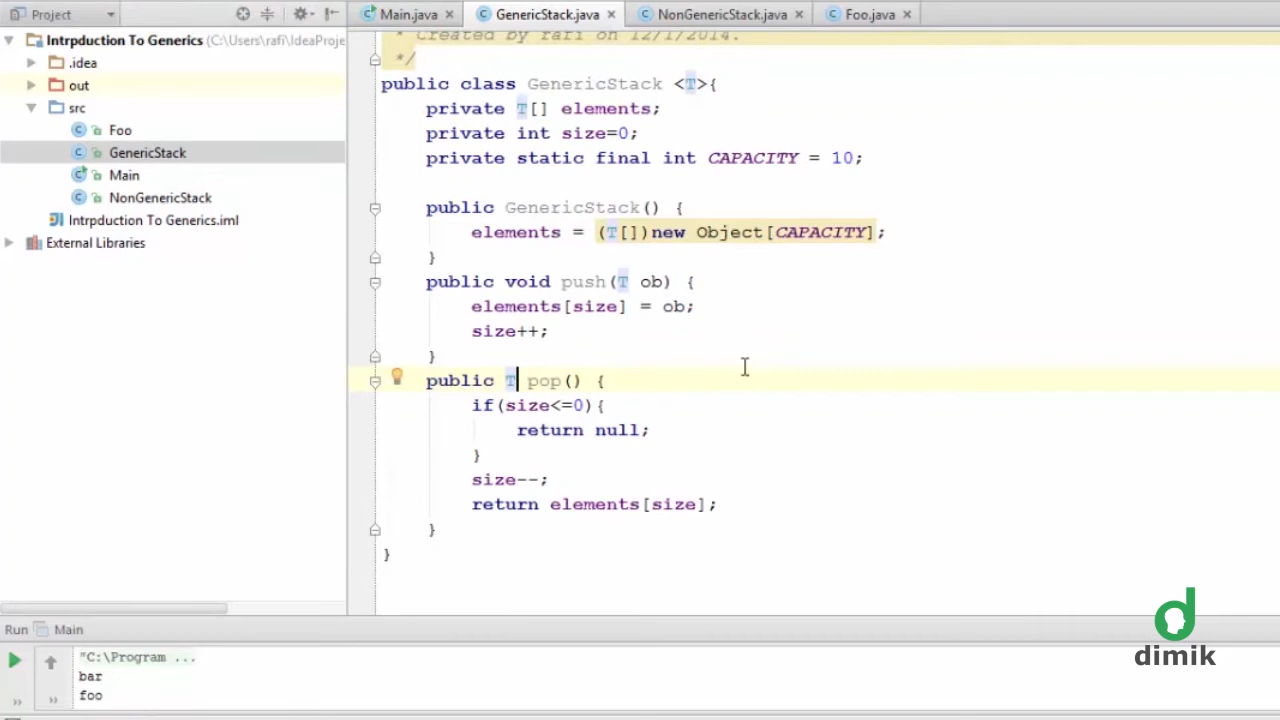 Project
Main.java
GenericStack.java
NonGenericStack.java
Foo.java
Intrpduction To Generics (C:\Users\rafi\IdeaProje
.idea
out
src
Foo
GenericStack
Main
NonGenericStack
Intrpduction To Generics.iml
External Libraries
* Created by rafi on 12/1/2014.
*/
public class GenericStack <T>{
private T[] elements;
private int size=0;
private static final int CAPACITY = 10;
public GenericStack() {
elements = (T[])new Object[CAPACITY];
}
public void push(T ob) {
elements[size] = ob;
size++;
}
public T pop() {
if(size<=0){
return null;
}
size--;
return elements[size];
}
}
Run Main
"C:\Program ...
bar
foo
dimik